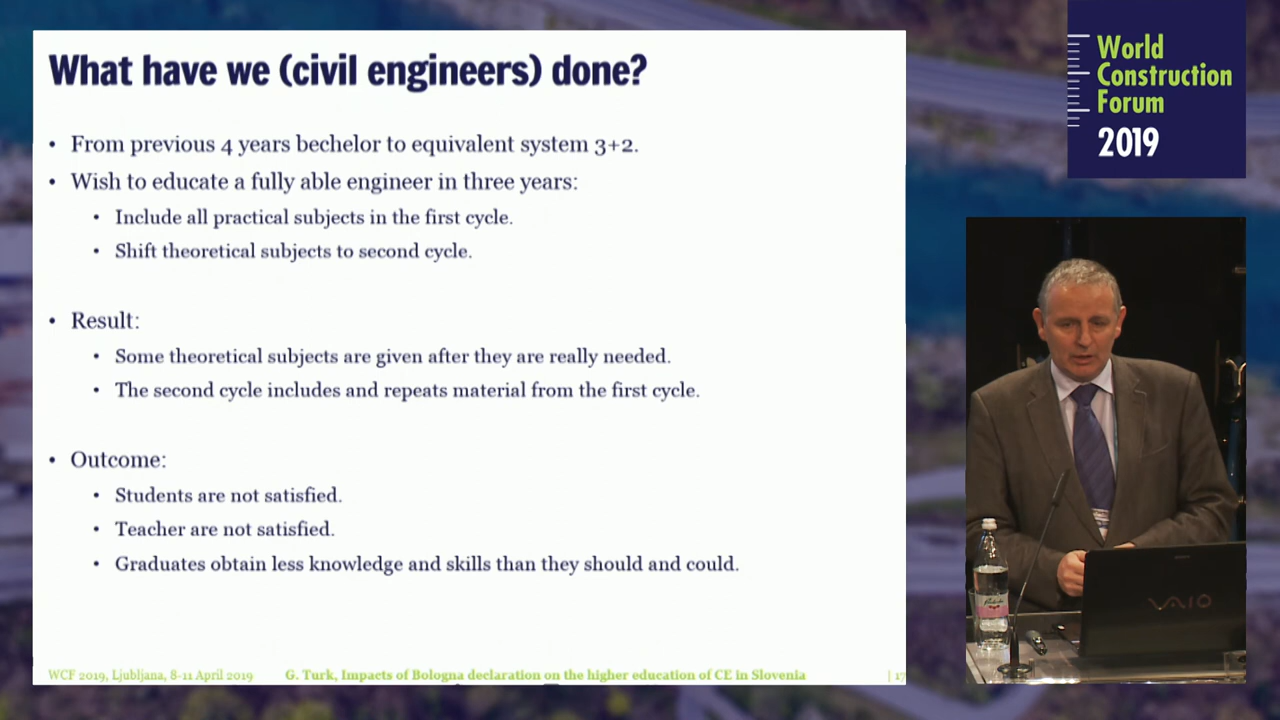 What have we (civil engineers) done?
• From previous 4 years bechelor to equivalent system 3+2.
• Wish to educate a fully able engineer in three years:
• Include all practical subjects in the first cycle.
• Shift theoretical subjects to second cycle.
• Result:
• Some theoretical subjects are given after they are really needed.
• The second cycle includes and repeats material from the first cycle.
• Outcome:
• Students are not satisfied.
• Teacher are not satisfied.
• Graduates obtain less knowledge and skills than they should and could.
WCF 2019, Ljubljana, 8-11 April 2019 G. Turk, Impacts of Bologna declaration on the higher education of CE in Slovenia | 17
World
Construction
Forum
2019
VAIO